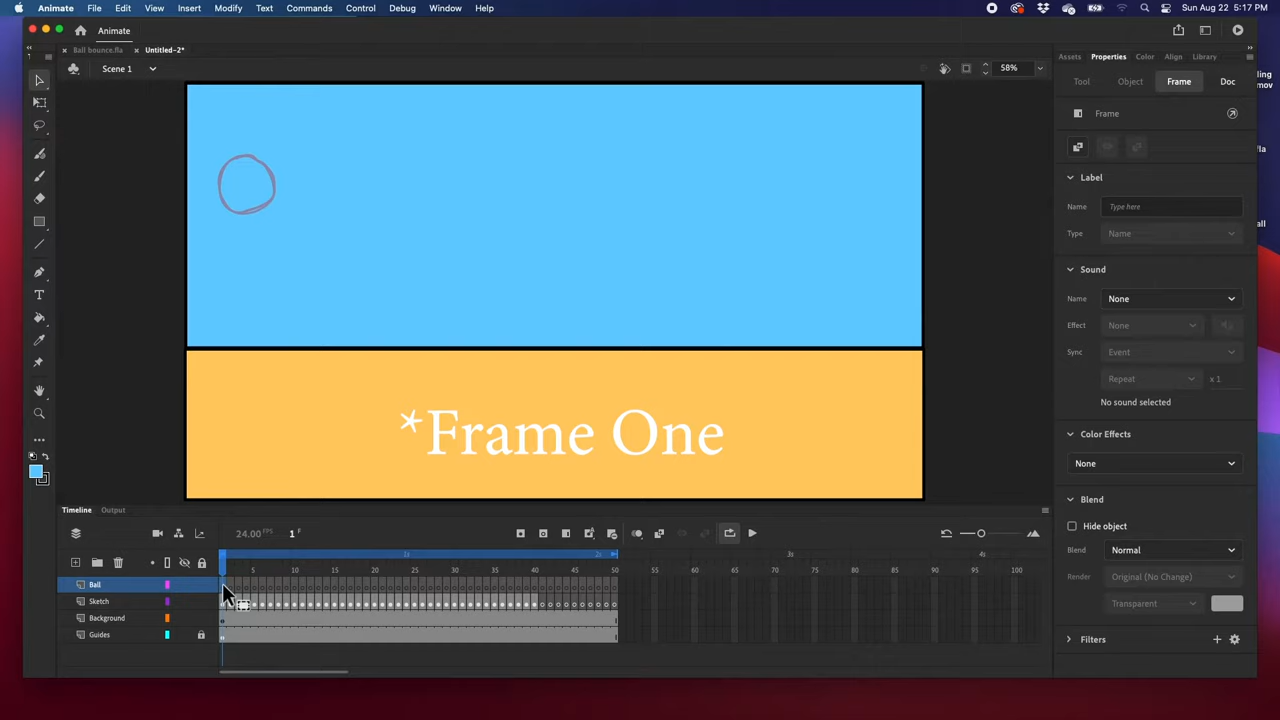 Animate File Edit View Insert Modify Text Commands Control Debug Window Help Sun Aug 22 5:17 PM
Animate
Ball bounce.fla Untitled-2*
Scene 1 58%
Assets Properties Color Align Library
Tool Object Frame Doc
Frame
Label
Name Type here
Type Name
Sound
Name None
Effect None
Sync Event
Repeat x 1
No sound selected
Color Effects
None
Blend
Hide object
Blend Normal
Render Original (No Change)
Transparent
Filters
*Frame One
Timeline Output
24.00 FPS 1 F
1s 2s 3s 4s
5 10 15 20 25 30 35 40 45 50 55 60 65 70 75 80 85 90 95 100
Ball
Sketch
Background
Guides